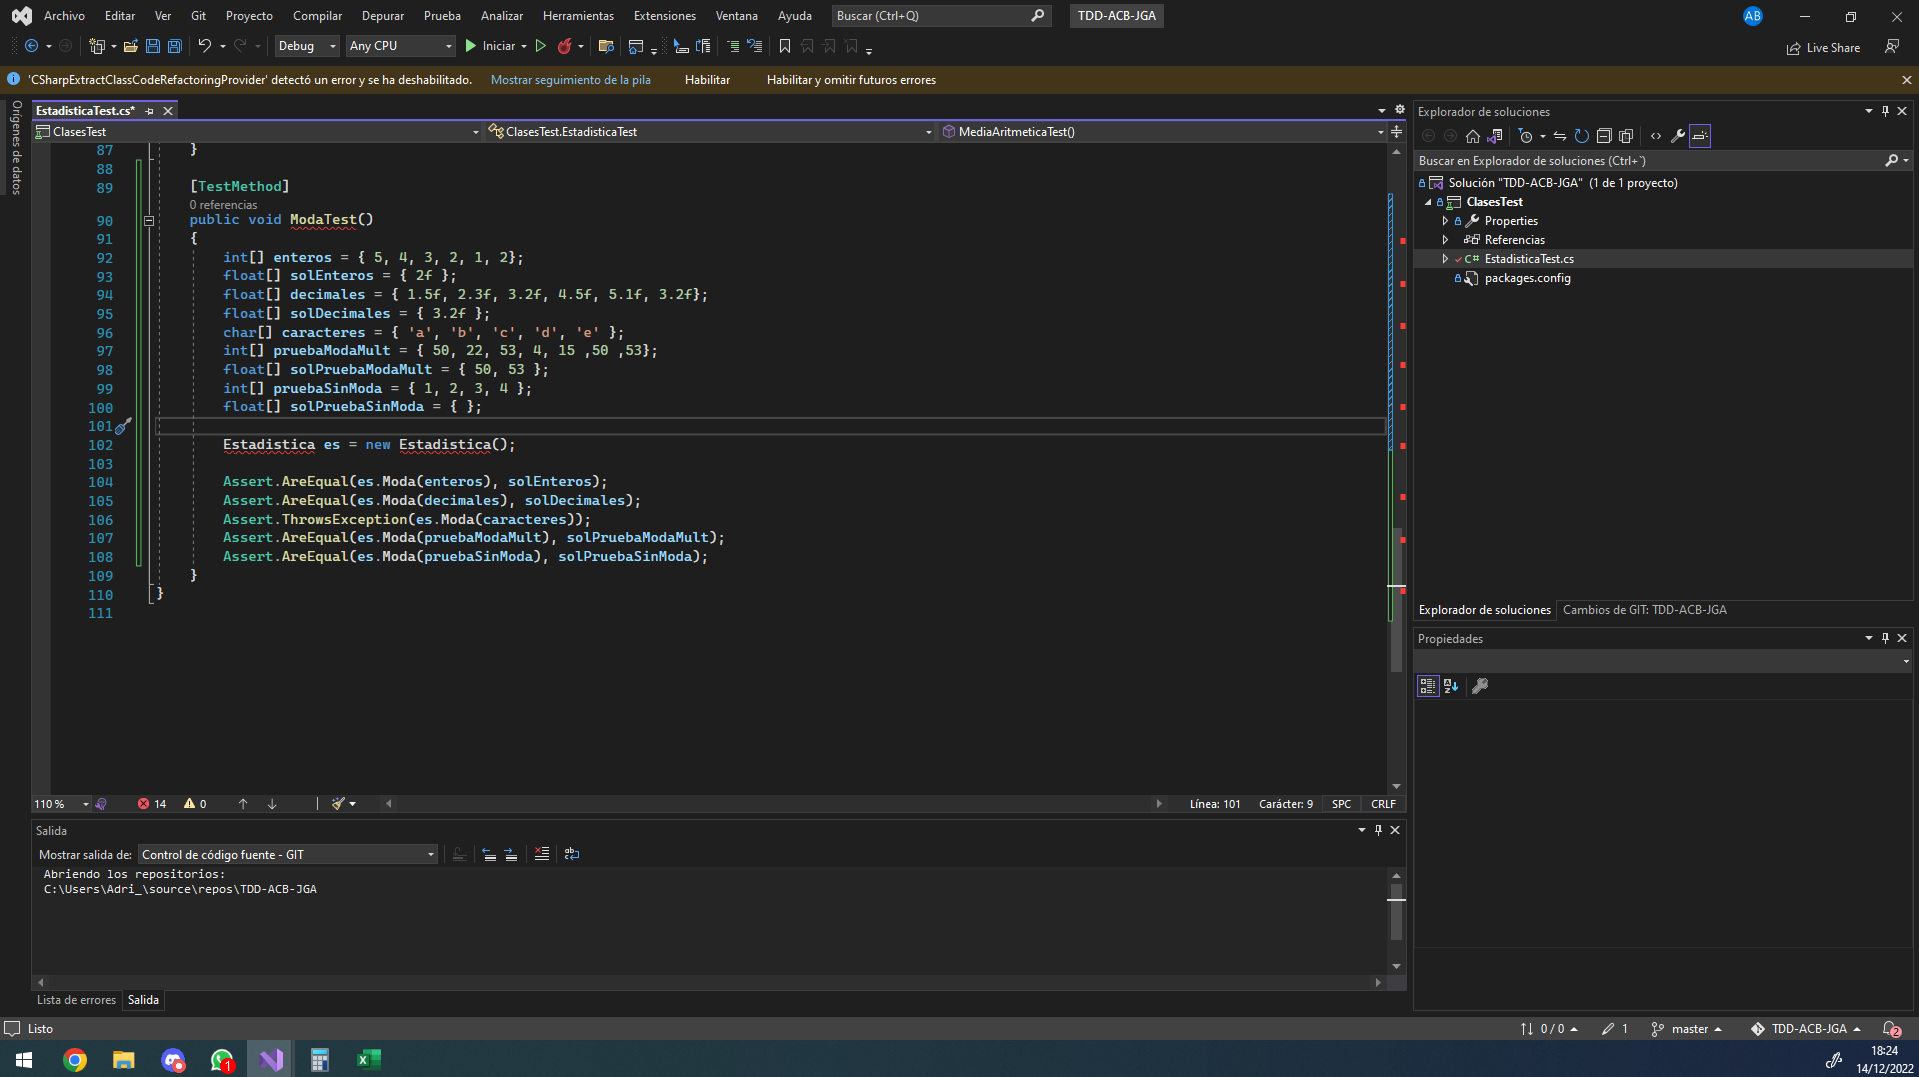 Archivo Editar Ver Git Proyecto Compilar Depurar Prueba Analizar Herramientas Extensiones Ventana Ayuda Buscar (Ctrl+Q) TDD-ACB-JGA AB
Debug Any CPU Iniciar Live Share
'CSharpExtractClassCodeRefactoringProvider' detectó un error y se ha deshabilitado. Mostrar seguimiento de la pila Habilitar Habilitar y omitir futuros errores
Orígenes de datos
EstadisticaTest.cs*
ClasesTest ClasesTest.EstadisticaTest MediaAritmeticaTest()
87 }
88
89 [TestMethod]
0 referencias
90 public void ModaTest()
91 {
92 int[] enteros = { 5, 4, 3, 2, 1, 2};
93 float[] solEnteros = { 2f };
94 float[] decimales = { 1.5f, 2.3f, 3.2f, 4.5f, 5.1f, 3.2f};
95 float[] solDecimales = { 3.2f };
96 char[] caracteres = { 'a', 'b', 'c', 'd', 'e' };
97 int[] pruebaModaMult = { 50, 22, 53, 4, 15 ,50 ,53};
98 float[] solPruebaModaMult = { 50, 53 };
99 int[] pruebaSinModa = { 1, 2, 3, 4 };
100 float[] solPruebaSinModa = { };
101
102 Estadistica es = new Estadistica();
103
104 Assert.AreEqual(es.Moda(enteros), solEnteros);
105 Assert.AreEqual(es.Moda(decimales), solDecimales);
106 Assert.ThrowsException(es.Moda(caracteres));
107 Assert.AreEqual(es.Moda(pruebaModaMult), solPruebaModaMult);
108 Assert.AreEqual(es.Moda(pruebaSinModa), solPruebaSinModa);
109 }
110 }
111
110 % 14 0 Línea: 101 Carácter: 9 SPC CRLF
Salida
Mostrar salida de: Control de código fuente - GIT
Abriendo los repositorios:
C:\Users\Adri_\source\repos\TDD-ACB-JGA
Lista de errores Salida
Explorador de soluciones
Buscar en Explorador de soluciones (Ctrl+`)
Solución "TDD-ACB-JGA" (1 de 1 proyecto)
ClasesTest
Properties
Referencias
C# EstadisticaTest.cs
packages.config
Explorador de soluciones Cambios de GIT: TDD-ACB-JGA
Propiedades
Listo 0 / 0 1 master TDD-ACB-JGA 2
1
18:24
14/12/2022